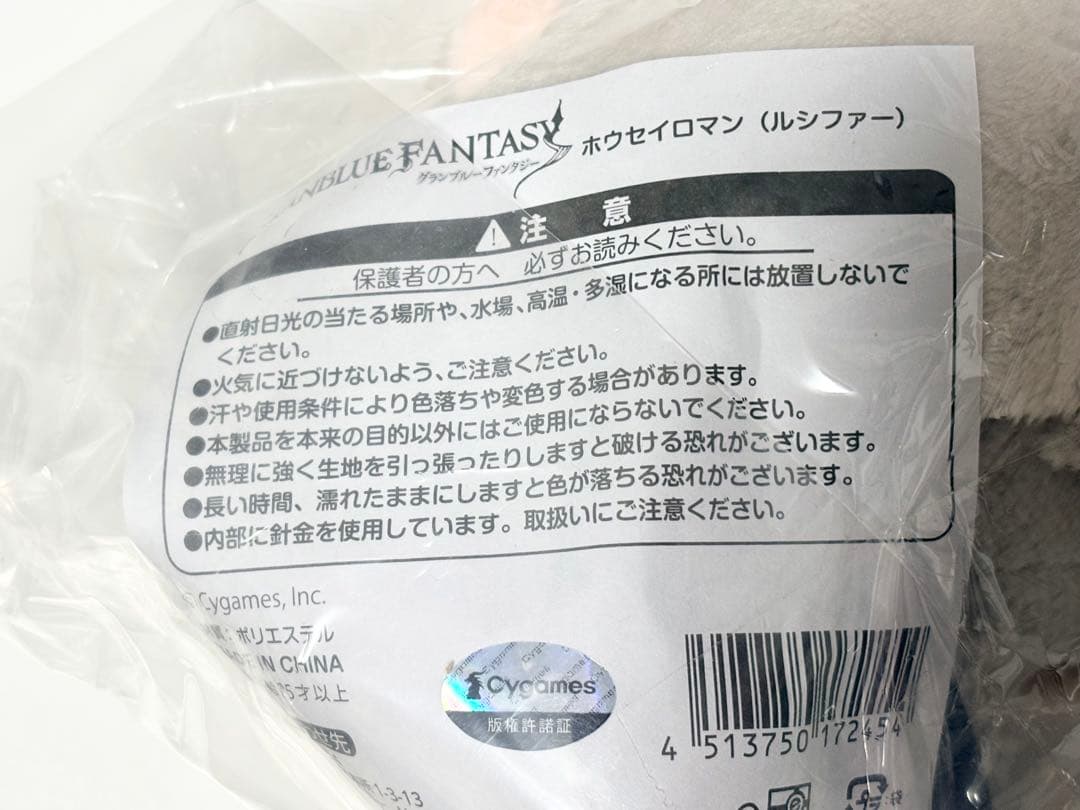 NBLUE FANTASY
グランブルーファンタジー
ホウセイロマン（ルシファー）
注 意
保護者の方へ 必ずお読みください。
●直射日光の当たる場所や、水場、高温・多湿になる所には放置しないで
ください。
●火気に近づけないよう、ご注意ください。
●汗や使用条件により色落ちや変色する場合があります。
●本製品を本来の目的以外にはご使用にならないでください。
●無理に強く生地を引っ張ったりしますと破ける恐れがございます。
●長い時間、濡れたままにしますと色が落ちる恐れがございます。
●内部に針金を使用しています。取扱いにご注意ください。
© Cygames, Inc.
：ポリエステル
IN CHINA
才以上
せ先
1-3-13
Cygames
版権許諾証
4 513750 172454